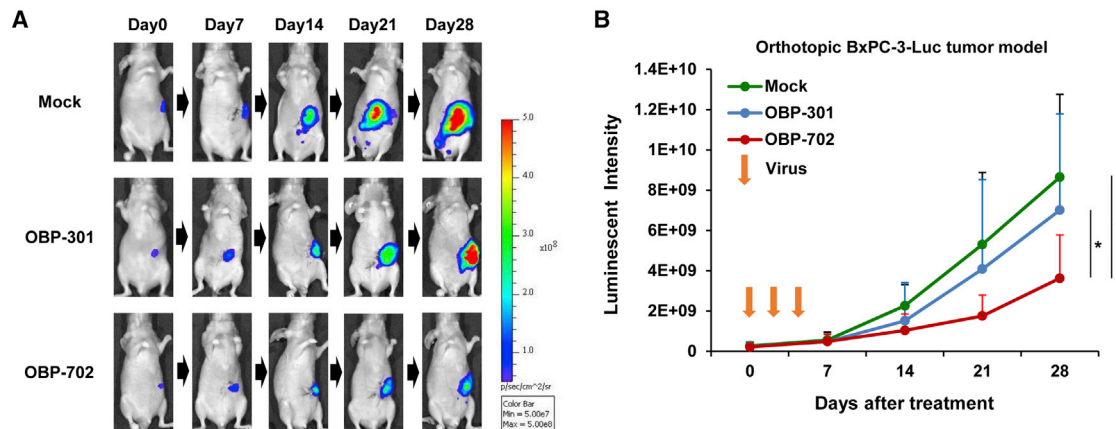 A
Day0 Day7 Day14 Day21 Day28
Mock
OBP-301
OBP-702
5.0
4.0
3.0
x10⁸
2.0
1.0
p/sec/cm^2/sr
Color Bar
Min = 5.00e7
Max = 5.00e8
B
Orthotopic BxPC-3-Luc tumor model
Luminescent Intensity
1.4E+10
1.2E+10
1E+10
8E+09
6E+09
4E+09
2E+09
0
Mock
OBP-301
OBP-702
Virus
*
0 7 14 21 28
Days after treatment